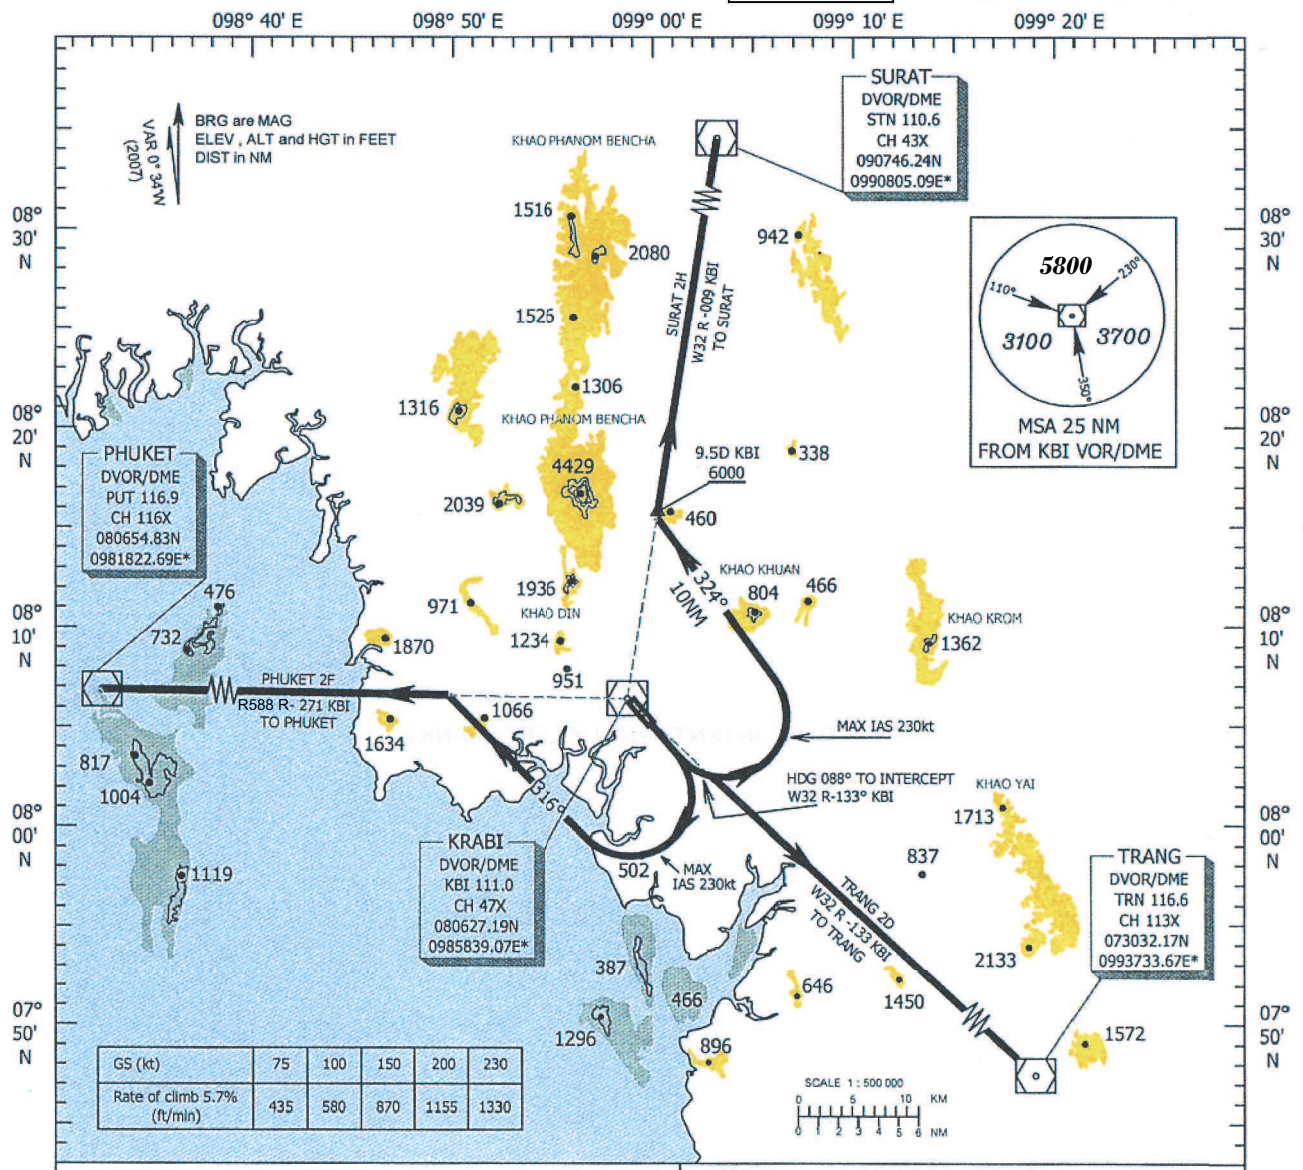 098° 40' E
098° 50' E
099° 00' E
099° 10' E
099° 20' E
VAR 0° 34'W
(2007)
BRG are MAG
ELEV , ALT and HGT in FEET
DIST in NM
SURAT
DVOR/DME
STN 110.6
CH 43X
090746.24N
0990805.09E*
08°
30'
N
08°
30'
N
KHAO PHANOM BENCHA
1516
2080
942
1526
1306
1316
SURAT 2H
W32 R -009 KBI
TO SURAT
5800
110°
230°
3100
3700
350°
MSA 25 NM
FROM KBI VOR/DME
08°
20'
N
08°
20'
N
KHAO PHANOM BENCHA
4429
2039
9.5D KBI
6000
338
460
PHUKET
DVOR/DME
PUT 116.9
CH 116X
080654.83N
0981822.69E*
476
732
971
1936
KHAO DIN
1234
951
1870
324°
10NM
KHAO KHUAN
804
466
KHAO KROM
1362
08°
10'
N
08°
10'
N
PHUKET 2F
R588 R- 271 KBI
TO PHUKET
1634
1066
MAX IAS 230kt
HDG 088° TO INTERCEPT
W32 R-133° KBI
817
1004
1119
316°
502
MAX
IAS 230kt
KHAO YAI
1713
837
2133
08°
00'
N
08°
00'
N
KRABI
DVOR/DME
KBI 111.0
CH 47X
080627.19N
0985839.07E*
TRANG 2D
W32 R -133 KBI
TO TRANG
TRANG
DVOR/DME
TRN 116.6
CH 113X
073032.17N
0993733.67E*
387
466
1296
646
1450
896
1572
07°
50'
N
07°
50'
N
GS (kt) 75 100 150 200 230
Rate of climb 5.7%
(ft/min) 435 580 870 1155 1330
SCALE 1 : 500 000
0 5 10 KM
0 1 2 3 4 5 6 NM